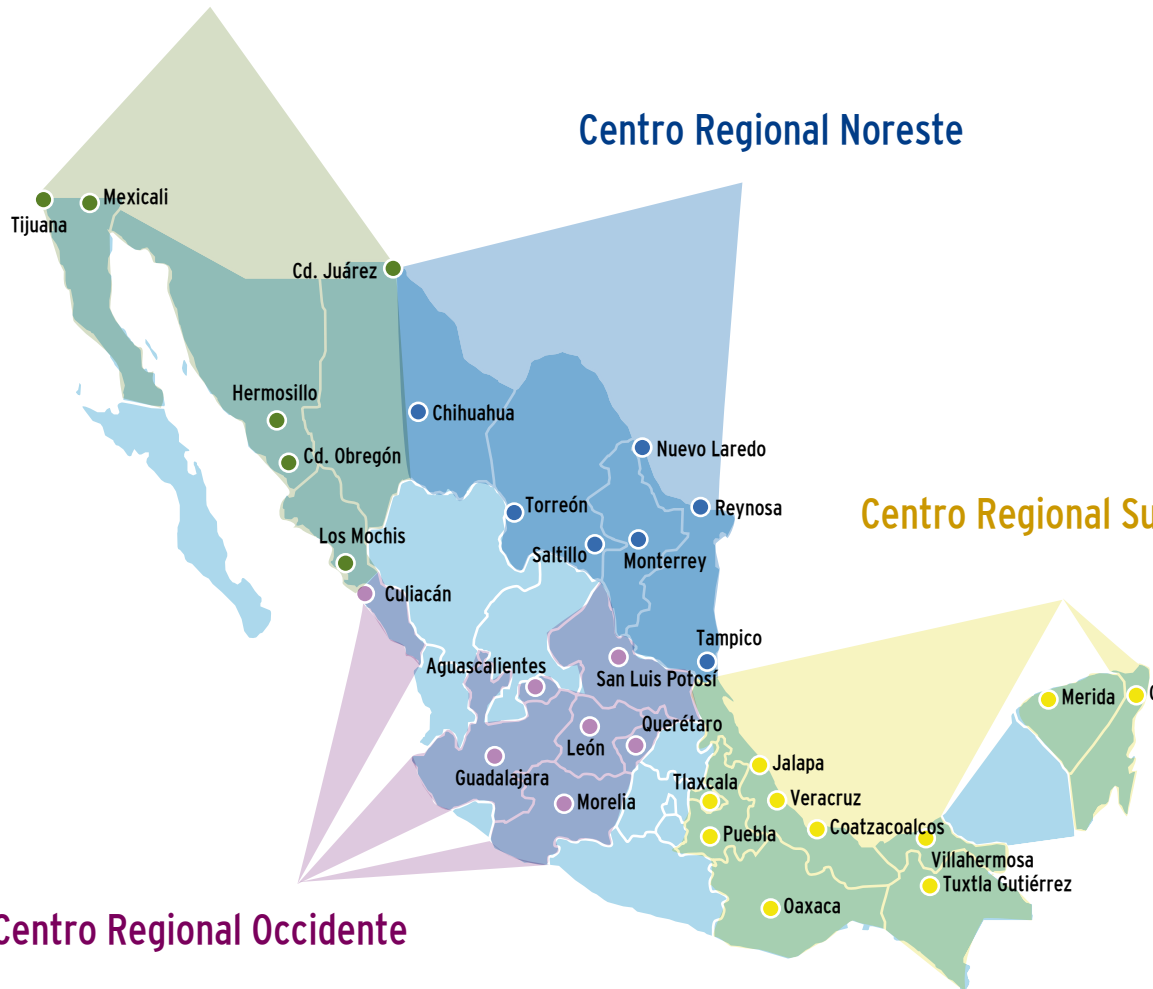 Centro Regional Noreste
Mexicali
Tijuana
Cd. Juárez
Hermosillo
Chihuahua
Nuevo Laredo
Cd. Obregón
Torreón
Reynosa
Centro Regional Su
Los Mochis
Saltillo
Monterrey
Culiacán
Tampico
Aguascalientes
San Luis Potosí
Merida
Querétaro
León
Jalapa
Guadalajara
Tlaxcala
Morelia
Veracruz
Coatzacoalcos
Puebla
Villahermosa
Tuxtla Gutiérrez
Oaxaca
Centro Regional Occidente